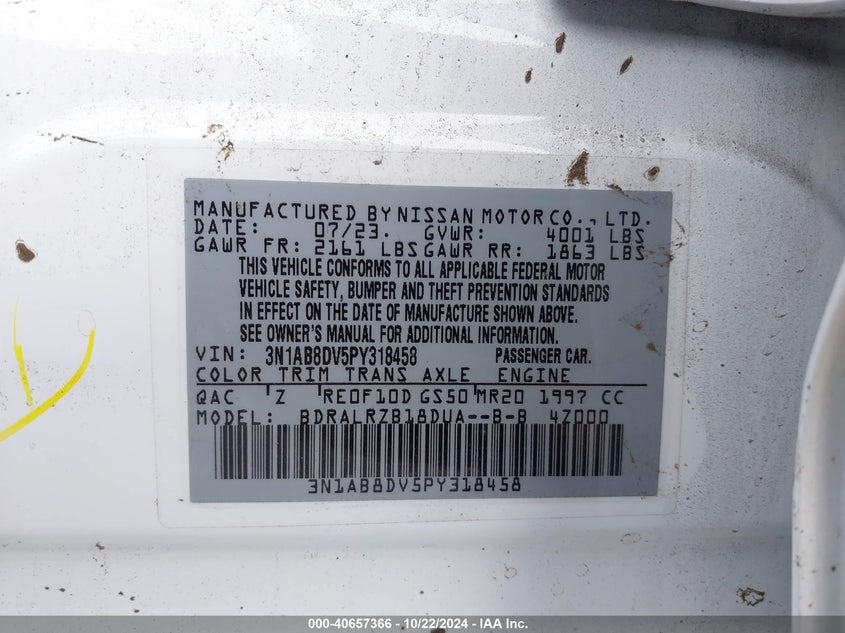 MANUFACTURED BY NISSAN MOTOR CO., LTD.
DATE: 07/23. GVWR: 4001 LBS
GAWR FR: 2161 LBS GAWR RR: 1863 LBS
THIS VEHICLE CONFORMS TO ALL APPLICABLE FEDERAL MOTOR
VEHICLE SAFETY, BUMPER AND THEFT PREVENTION STANDARDS
IN EFFECT ON THE DATE OF MANUFACTURE SHOWN ABOVE.
SEE OWNER'S MANUAL FOR ADDITIONAL INFORMATION.
VIN: 3N1AB8DV5PY318458 PASSENGER CAR.
COLOR TRIM TRANS AXLE ENGINE
QAC Z RE0F10D GS50 MR20 1997 CC
MODEL: BDRALRZB18DUA--B-B 4Z000
3N1AB8DV5PY318458
000-40657366 - 10/22/2024 - IAA Inc.